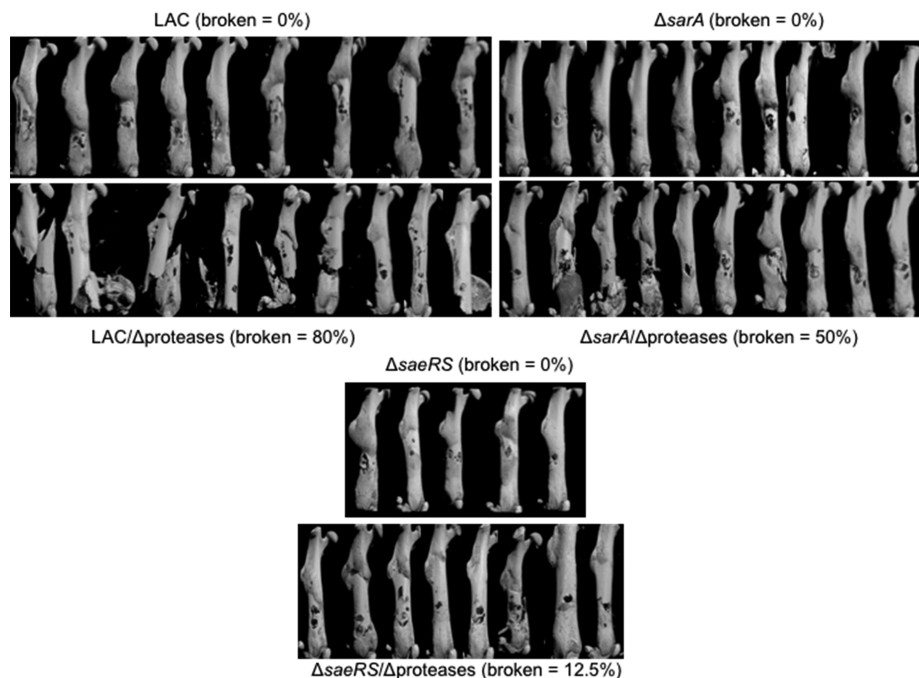 LAC (broken = 0%)
ΔsarA (broken = 0%)
LAC/Δproteases (broken = 80%)
ΔsarA/Δproteases (broken = 50%)
ΔsaeRS (broken = 0%)
ΔsaeRS/Δproteases (broken = 12.5%)